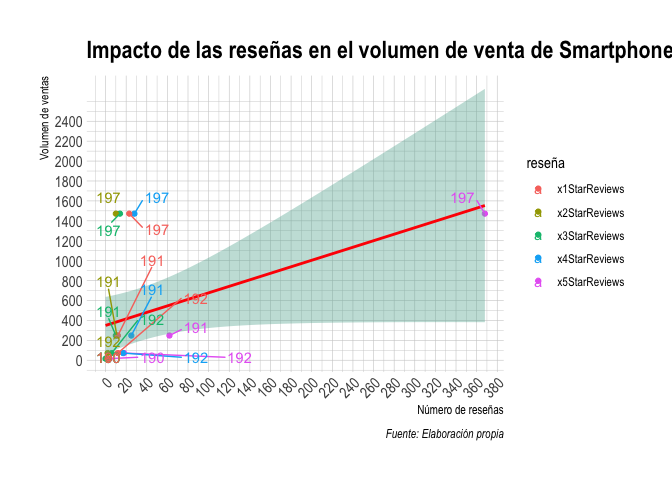 Impacto de las reseñas en el volumen de venta de Smartphone
Volumen de ventas
2400
2200
2000
1800
1600
1400
1200
1000
800
600
400
200
0
197
197
197
197
197
191
191
191
191
191
192
192
192
192
192
190
0 20 40 60 80 100 120 140 160 180 200 220 240 260 280 300 320 340 360 380
Número de reseñas
Fuente: Elaboración propia
reseña
x1StarReviews
x2StarReviews
x3StarReviews
x4StarReviews
x5StarReviews